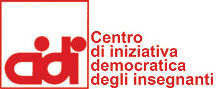 cidi
Centro
di iniziativa
democratica
degli insegnanti